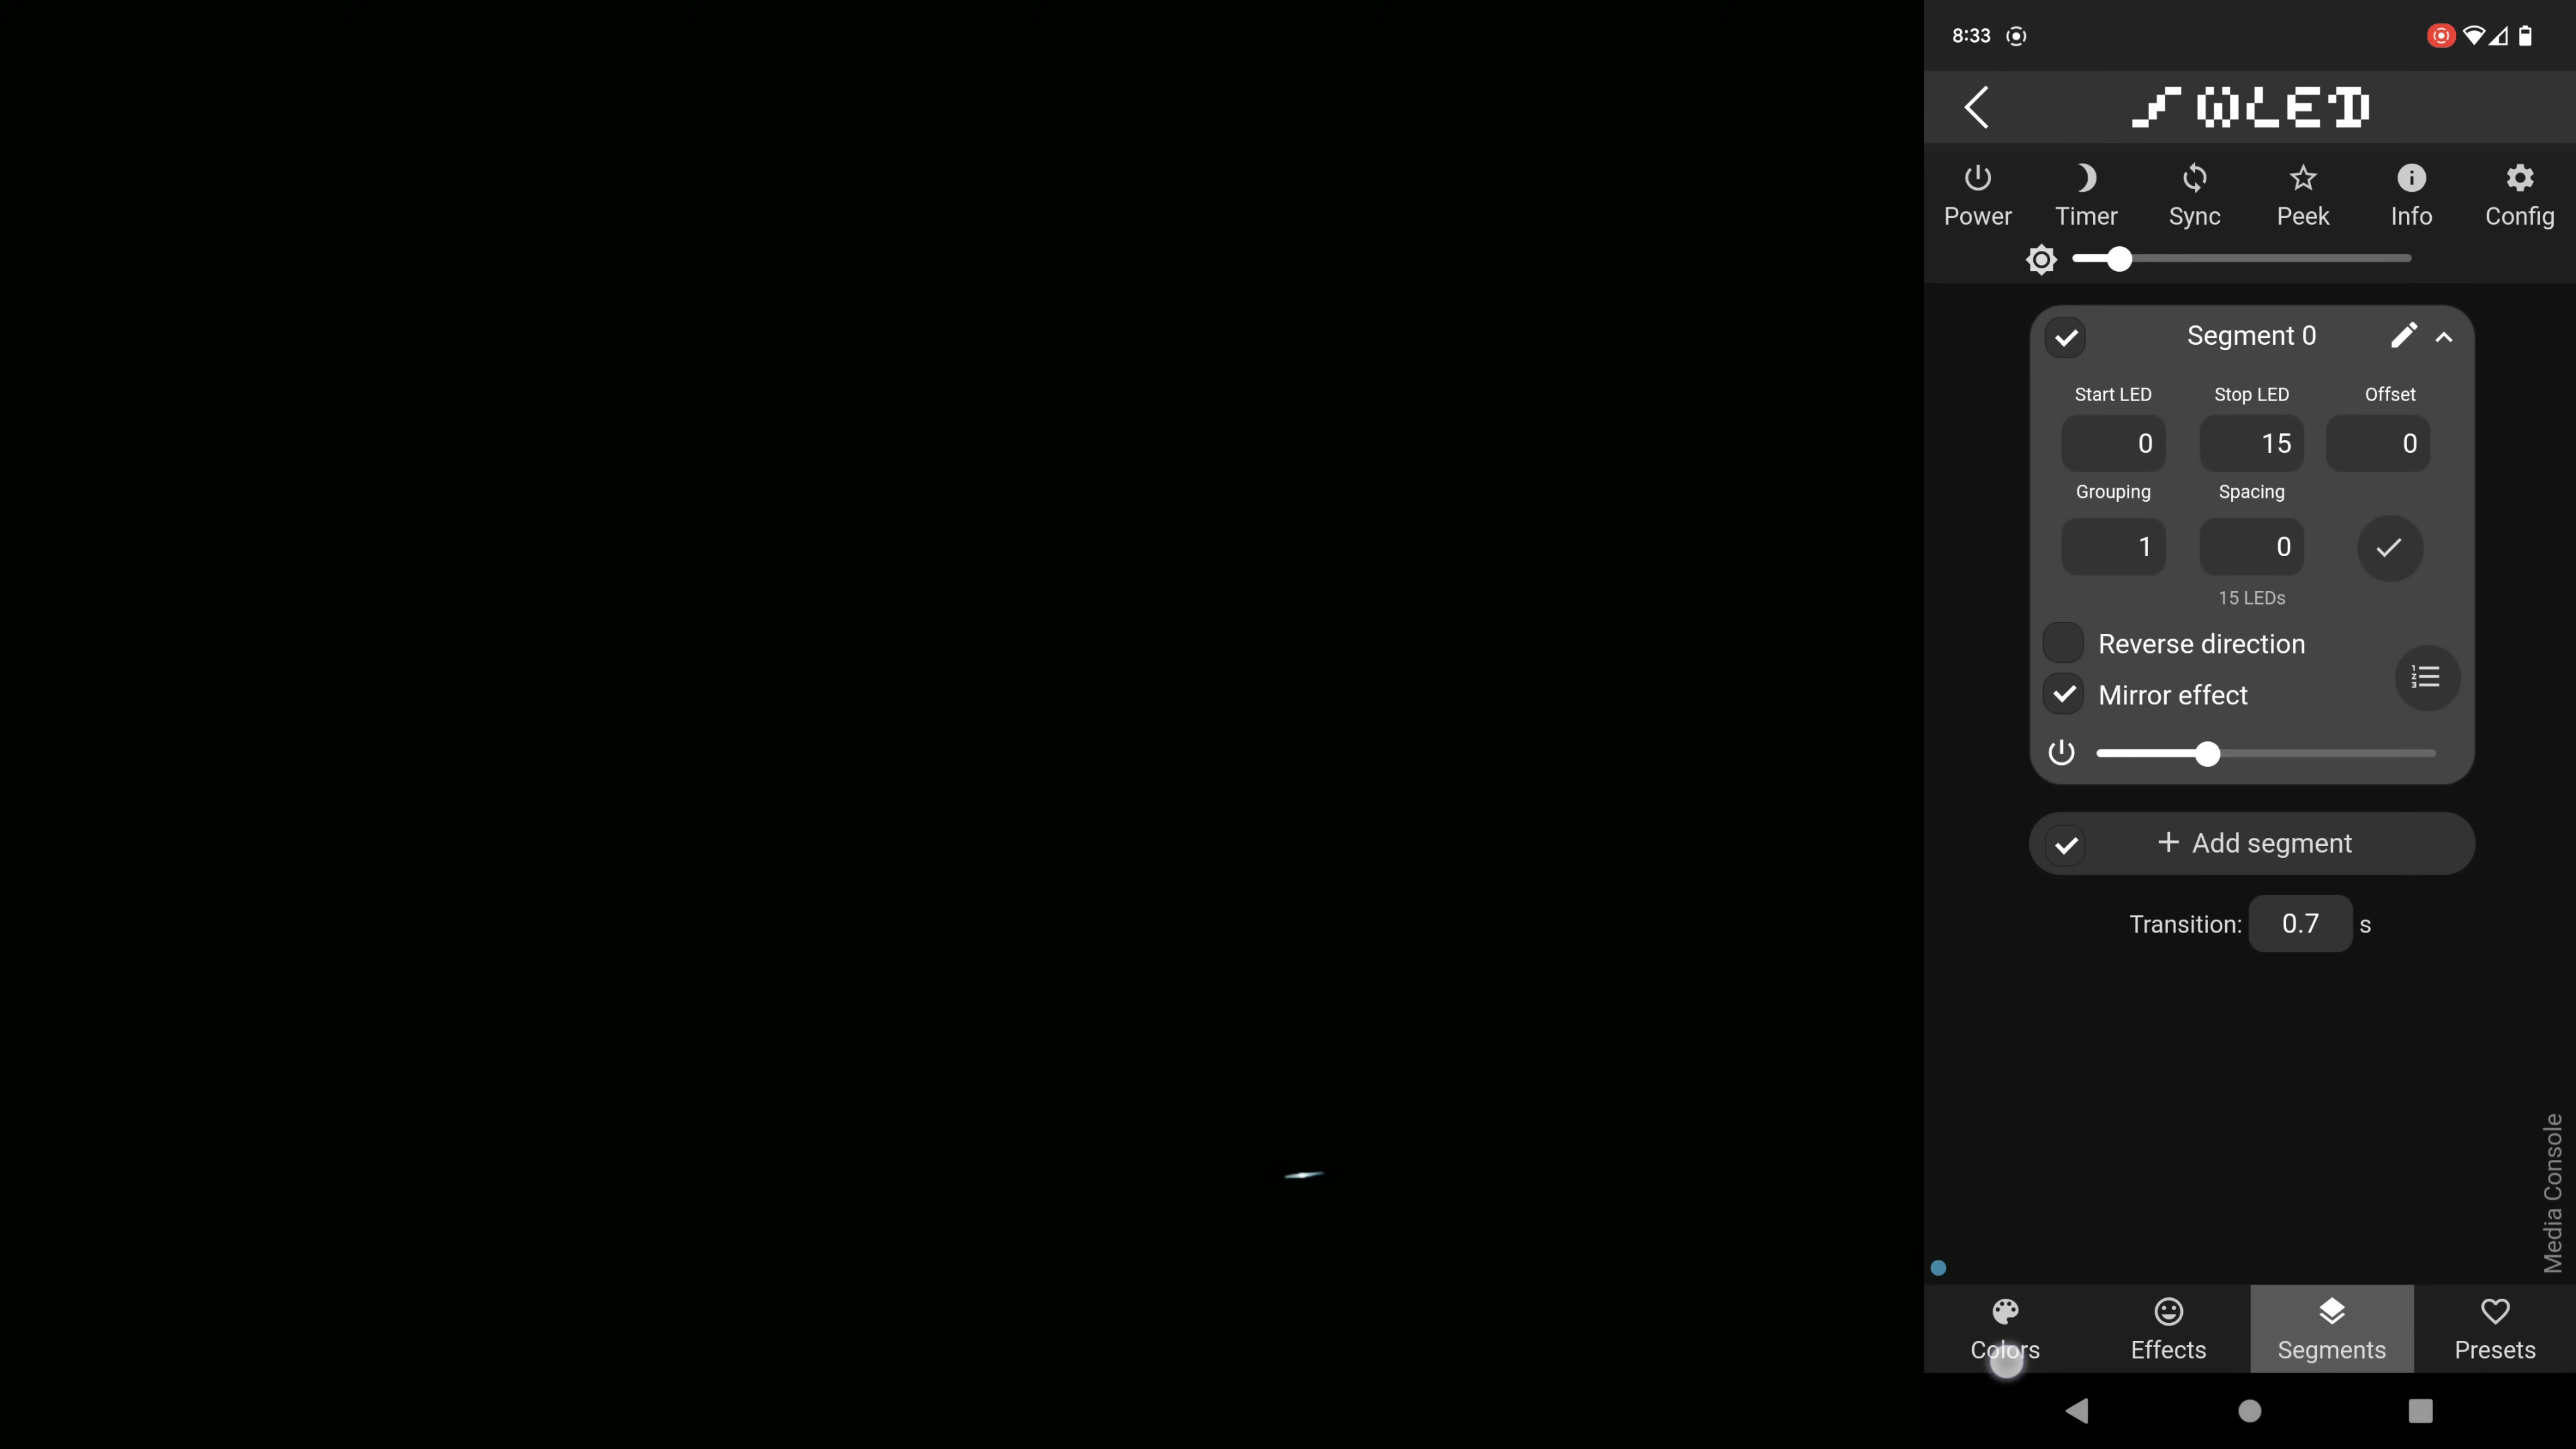 8:33
WLED
Power Timer Sync Peek Info Config
Segment 0
Start LED Stop LED Offset
0 15 0
Grouping Spacing
1 0
15 LEDs
Reverse direction
Mirror effect
+ Add segment
Transition: 0.7 s
Media Console
Colors Effects Segments Presets